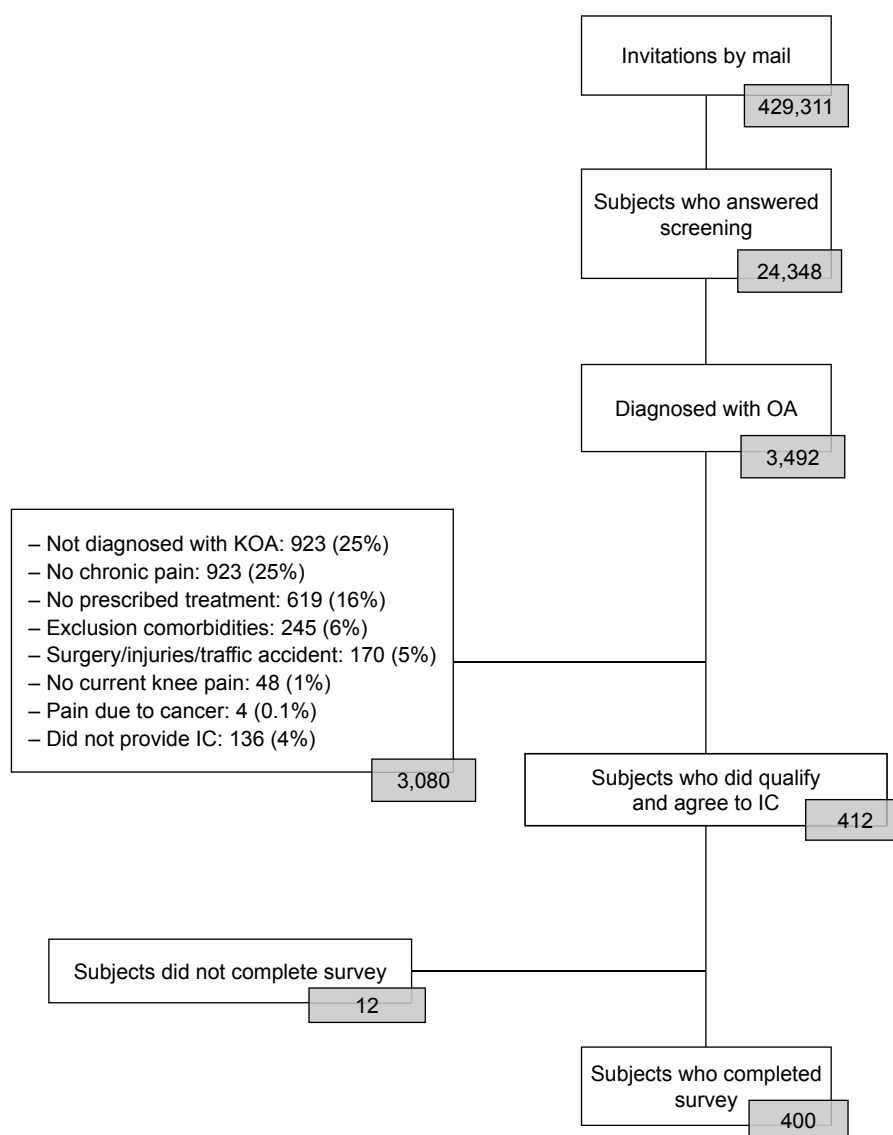 Invitations by mail
429,311
Subjects who answered
screening
24,348
Diagnosed with OA
3,492
– Not diagnosed with KOA: 923 (25%)
– No chronic pain: 923 (25%)
– No prescribed treatment: 619 (16%)
– Exclusion comorbidities: 245 (6%)
– Surgery/injuries/traffic accident: 170 (5%)
– No current knee pain: 48 (1%)
– Pain due to cancer: 4 (0.1%)
– Did not provide IC: 136 (4%)
3,080
Subjects who did qualify
and agree to IC
412
Subjects did not complete survey
12
Subjects who completed
survey
400